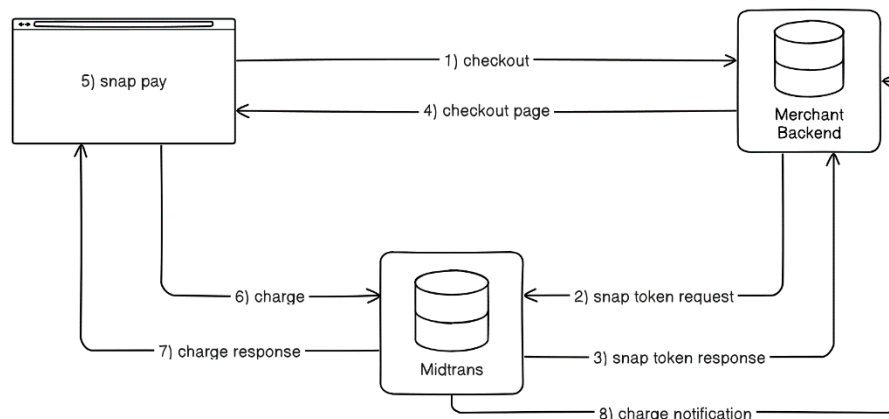 1) checkout
5) snap pay
4) checkout page
Merchant
Backend
6) charge
2) snap token request
7) charge response
3) snap token response
Midtrans
8) charge notification